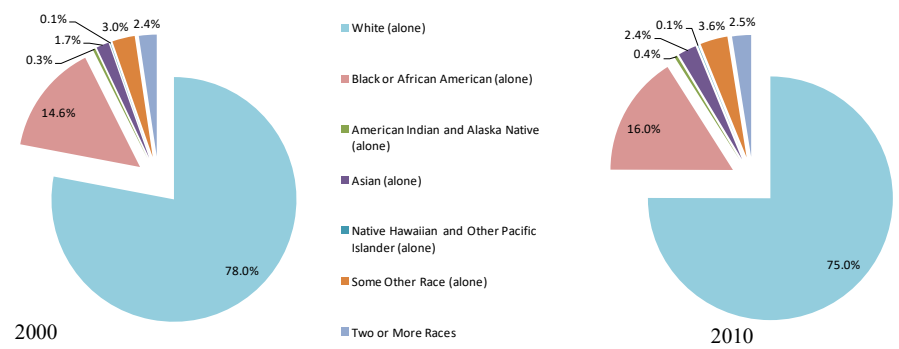 0.1%
3.0%
2.4%
1.7%
0.3%
14.6%
78.0%
2000
White (alone)
Black or African American (alone)
American Indian and Alaska Native
(alone)
Asian (alone)
Native Hawaiian and Other Pacific
Islander (alone)
Some Other Race (alone)
Two or More Races
0.1%
3.6%
2.5%
2.4%
0.4%
16.0%
75.0%
2010